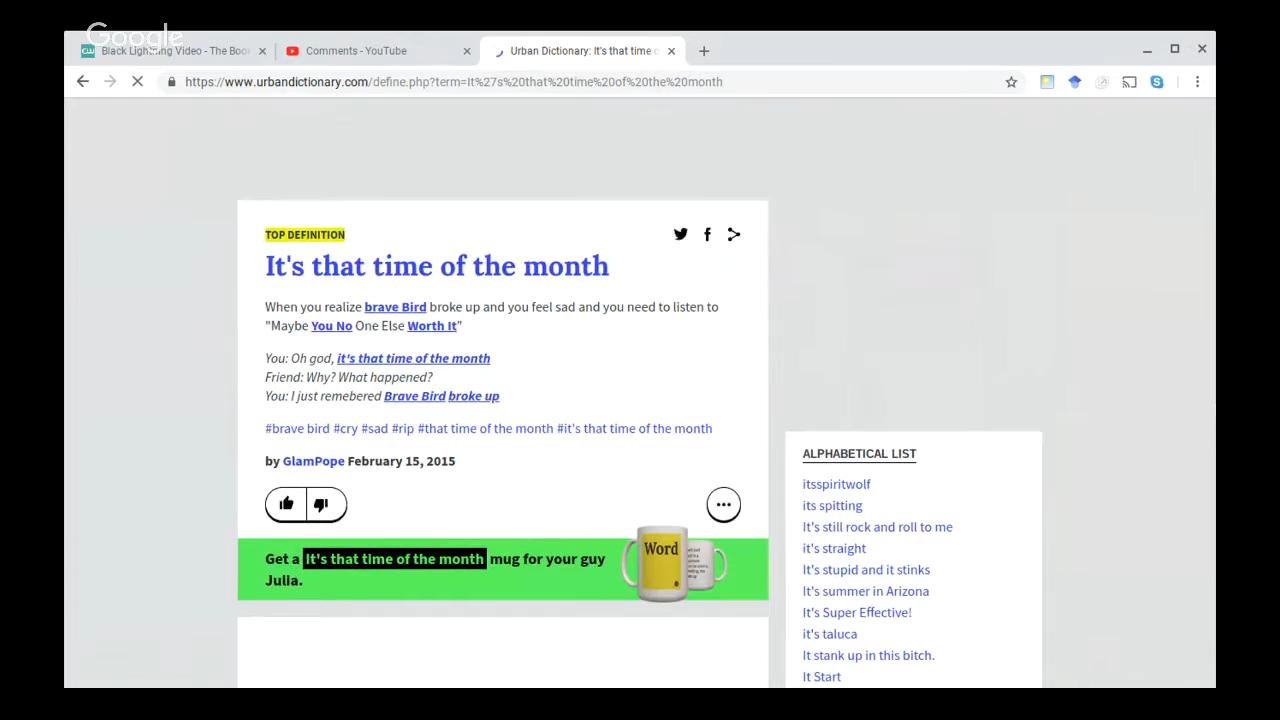 Google
Black Lightning Video - The Boo
Comments - YouTube
Urban Dictionary: It's that time o
https://www.urbandictionary.com/define.php?term=It%27s%20that%20time%20of%20the%20month
TOP DEFINITION
It's that time of the month
When you realize brave Bird broke up and you feel sad and you need to listen to
"Maybe You No One Else Worth It"
You: Oh god, it's that time of the month
Friend: Why? What happened?
You: I just remebered Brave Bird broke up
#brave bird #cry #sad #rip #that time of the month #it's that time of the month
by GlamPope February 15, 2015
Get a It's that time of the month mug for your guy
Julia.
Word
ALPHABETICAL LIST
itsspiritwolf
its spitting
It's still rock and roll to me
it's straight
It's stupid and it stinks
It's summer in Arizona
It's Super Effective!
it's taluca
It stank up in this bitch.
It Start